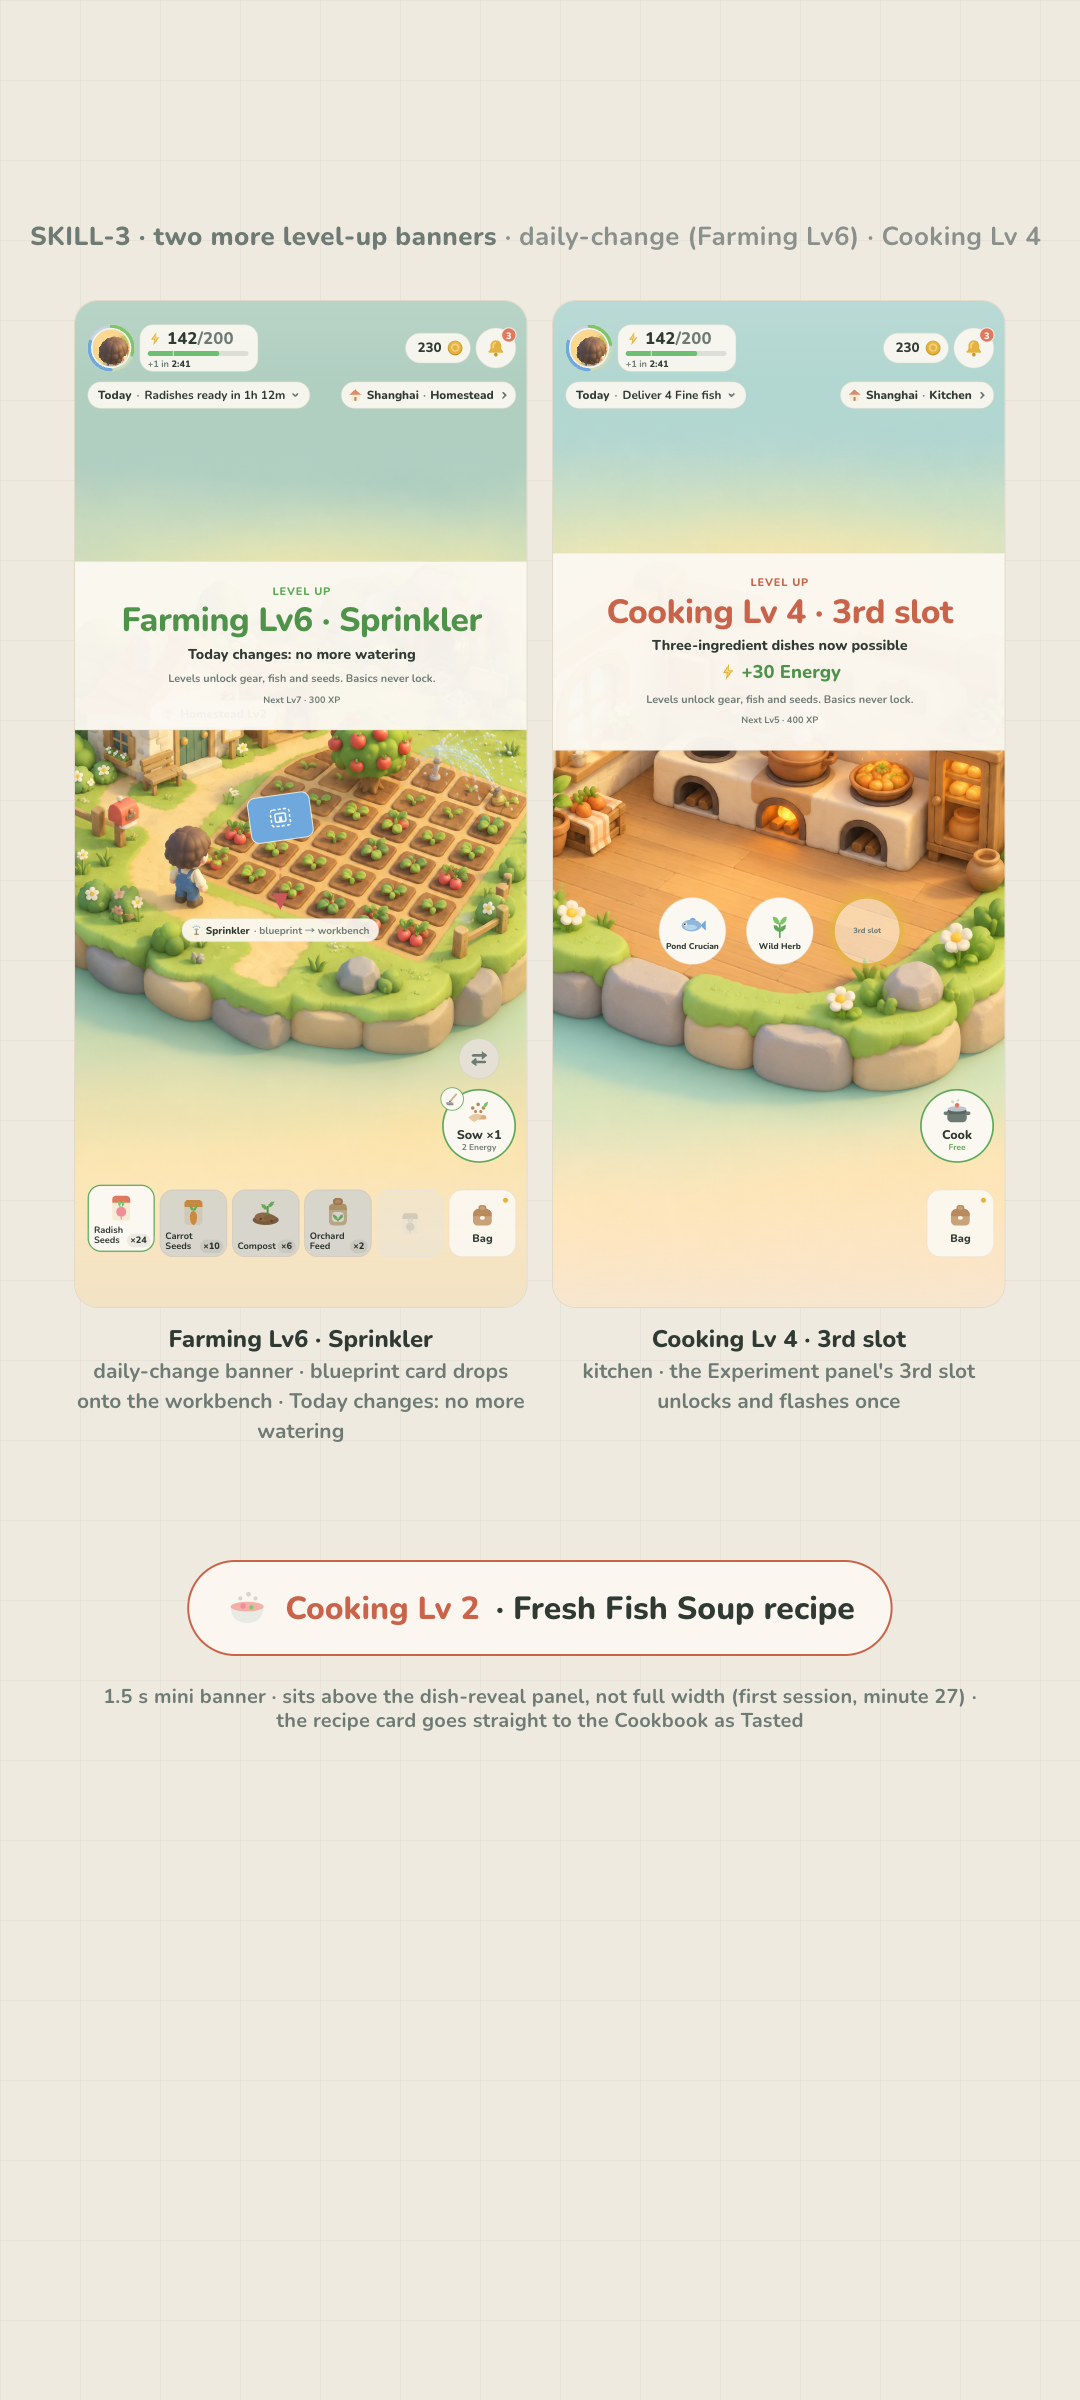 SKILL-3 · two more level-up banners · daily-change (Farming Lv6) · Cooking Lv 4
142/200
+1 in 2:41
230
3
Today · Radishes ready in 1h 12m
Shanghai · Homestead
LEVEL UP
Farming Lv6 · Sprinkler
Today changes: no more watering
Levels unlock gear, fish and seeds. Basics never lock.
Next Lv7 · 300 XP
Homestead Lv2
Sprinkler · blueprint → workbench
Sow ×1
2 Energy
Radish
Seeds ×24
Carrot
Seeds ×10
Compost ×6
Orchard
Feed ×2
Bag
142/200
+1 in 2:41
230
3
Today · Deliver 4 Fine fish
Shanghai · Kitchen
LEVEL UP
Cooking Lv 4 · 3rd slot
Three-ingredient dishes now possible
+30 Energy
Levels unlock gear, fish and seeds. Basics never lock.
Next Lv5 · 400 XP
Pond Crucian
Wild Herb
3rd slot
Cook
Free
Bag
Farming Lv6 · Sprinkler
daily-change banner · blueprint card drops
onto the workbench · Today changes: no more
watering
Cooking Lv 4 · 3rd slot
kitchen · the Experiment panel's 3rd slot
unlocks and flashes once
Cooking Lv 2 · Fresh Fish Soup recipe
1.5 s mini banner · sits above the dish-reveal panel, not full width (first session, minute 27) ·
the recipe card goes straight to the Cookbook as Tasted